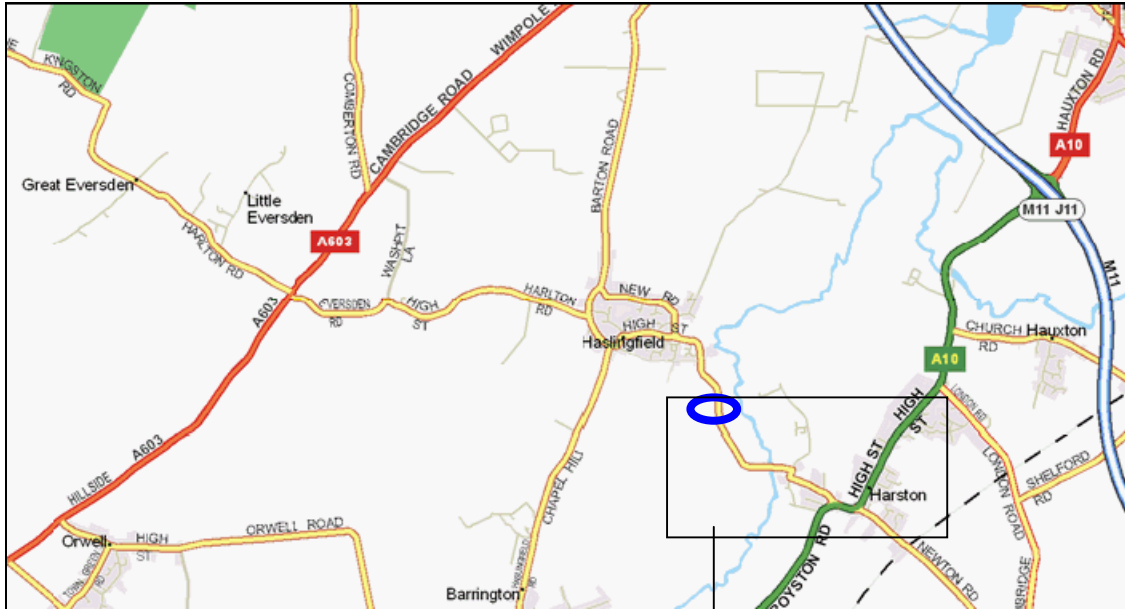 KINGSTON
RD
COMBERTON RD
CAMBRIDGE ROAD
WIMPOLE
Great Eversden
Little
Eversden
HARLTON RD
A603
WASHPIT
LA
A603
EVERSDEN
RD
HIGH
ST
HARLTON
RD
BARTON ROAD
NEW RD
HIGH ST
Haslingfield
HAUXTON RD
A10
M11 J11
M11
CHURCH
RD
Hauxton
A10
HIGH
ST
LONDON RD
HIGH ST
Harston
LONDON ROAD
SHELFORD
RD
A603
HILLSIDE
Orwell
HIGH
ST
ORWELL ROAD
TOWN GREEN
RD
CHAPEL HILL
HASLINGFIELD
RD
Barrington
ROYSTON RD
NEWTON RD